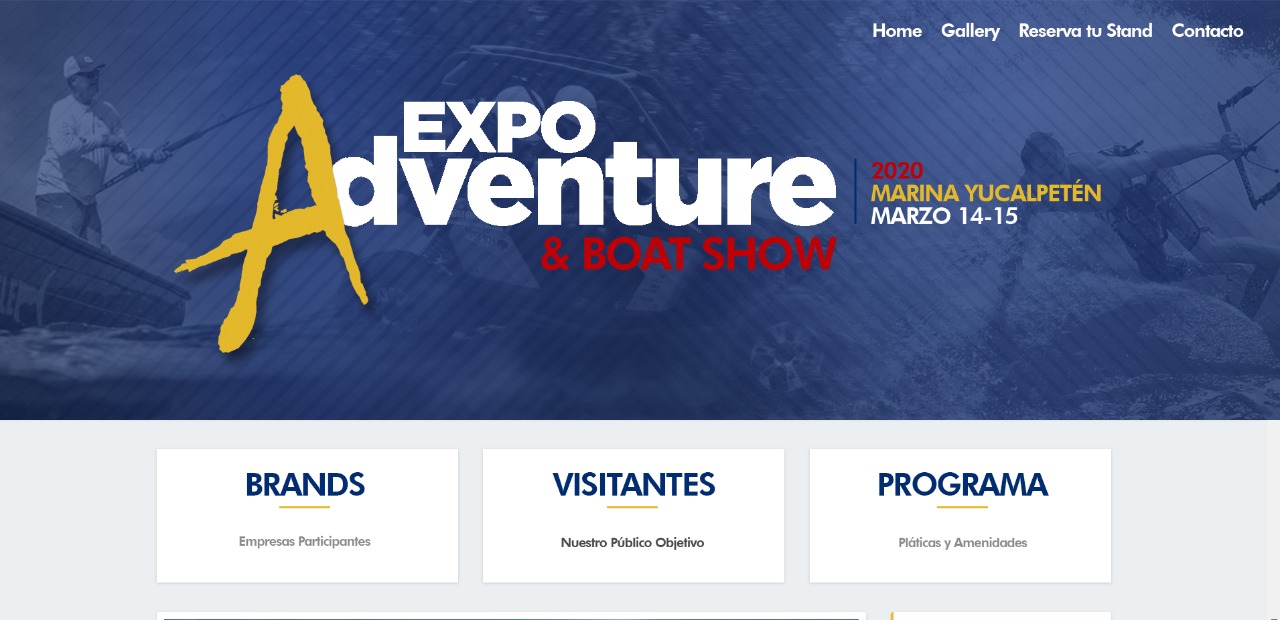 Home Gallery Reserva tu Stand Contacto
EXPO
Adventure
& BOAT SHOW
2020
MARINA YUCALPETÉN
MARZO 14-15
BRANDS
Empresas Participantes
VISITANTES
Nuestro Público Objetivo
PROGRAMA
Pláticas y Amenidades